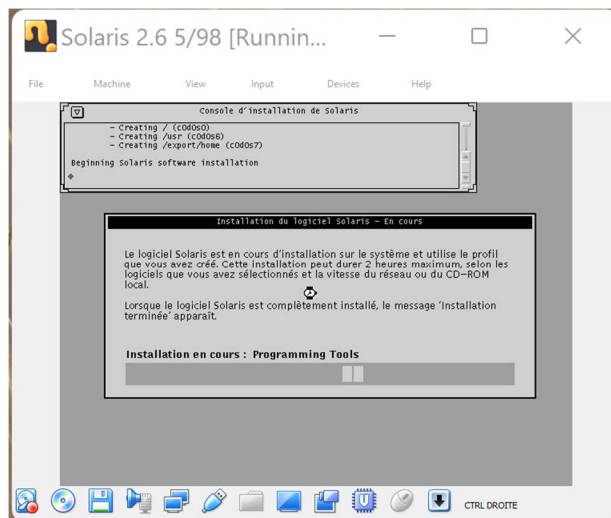 Solaris 2.6 5/98 [Runnin...
File Machine View Input Devices Help
Console d'installation de Solaris
- Creating / (c0d0s0)
- Creating /usr (c0d0s6)
- Creating /export/home (c0d0s7)
Beginning Solaris software installation
Installation du logiciel Solaris - En cours
Le logiciel Solaris est en cours d'installation sur le système et utilise le profil
que vous avez créé. Cette installation peut durer 2 heures maximum, selon les
logiciels que vous avez sélectionnés et la vitesse du réseau ou du CD-ROM
local.
Lorsque le logiciel Solaris est complètement installé, le message 'Installation
terminée' apparaît.
Installation en cours : Programming Tools
CTRL DROITE